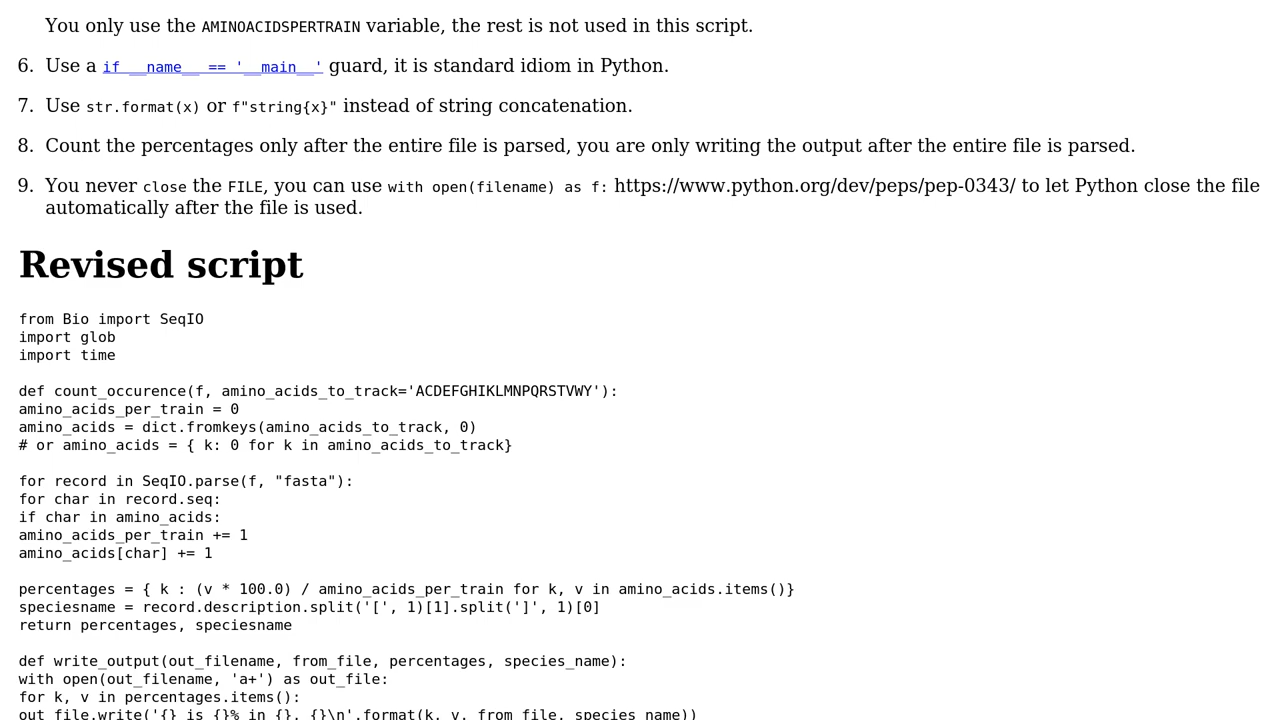 You only use the AMINOACIDSPERTRAIN variable, the rest is not used in this script.
6. Use a if __name__ == '__main__' guard, it is standard idiom in Python.
7. Use str.format(x) or f"string{x}" instead of string concatenation.
8. Count the percentages only after the entire file is parsed, you are only writing the output after the entire file is parsed.
9. You never close the FILE, you can use with open(filename) as f: https://www.python.org/dev/peps/pep-0343/ to let Python close the file
automatically after the file is used.
Revised script
from Bio import SeqIO
import glob
import time
def count_occurence(f, amino_acids_to_track='ACDEFGHIKLMNPQRSTVWY'):
amino_acids_per_train = 0
amino_acids = dict.fromkeys(amino_acids_to_track, 0)
# or amino_acids = { k: 0 for k in amino_acids_to_track}
for record in SeqIO.parse(f, "fasta"):
for char in record.seq:
if char in amino_acids:
amino_acids_per_train += 1
amino_acids[char] += 1
percentages = { k : (v * 100.0) / amino_acids_per_train for k, v in amino_acids.items()}
speciesname = record.description.split('[', 1)[1].split(']', 1)[0]
return percentages, speciesname
def write_output(out_filename, from_file, percentages, species_name):
with open(out_filename, 'a+') as out_file:
for k, v in percentages.items():
out_file.write('{} is {}% in {}, {}\n'.format(k, v, from_file, species_name))